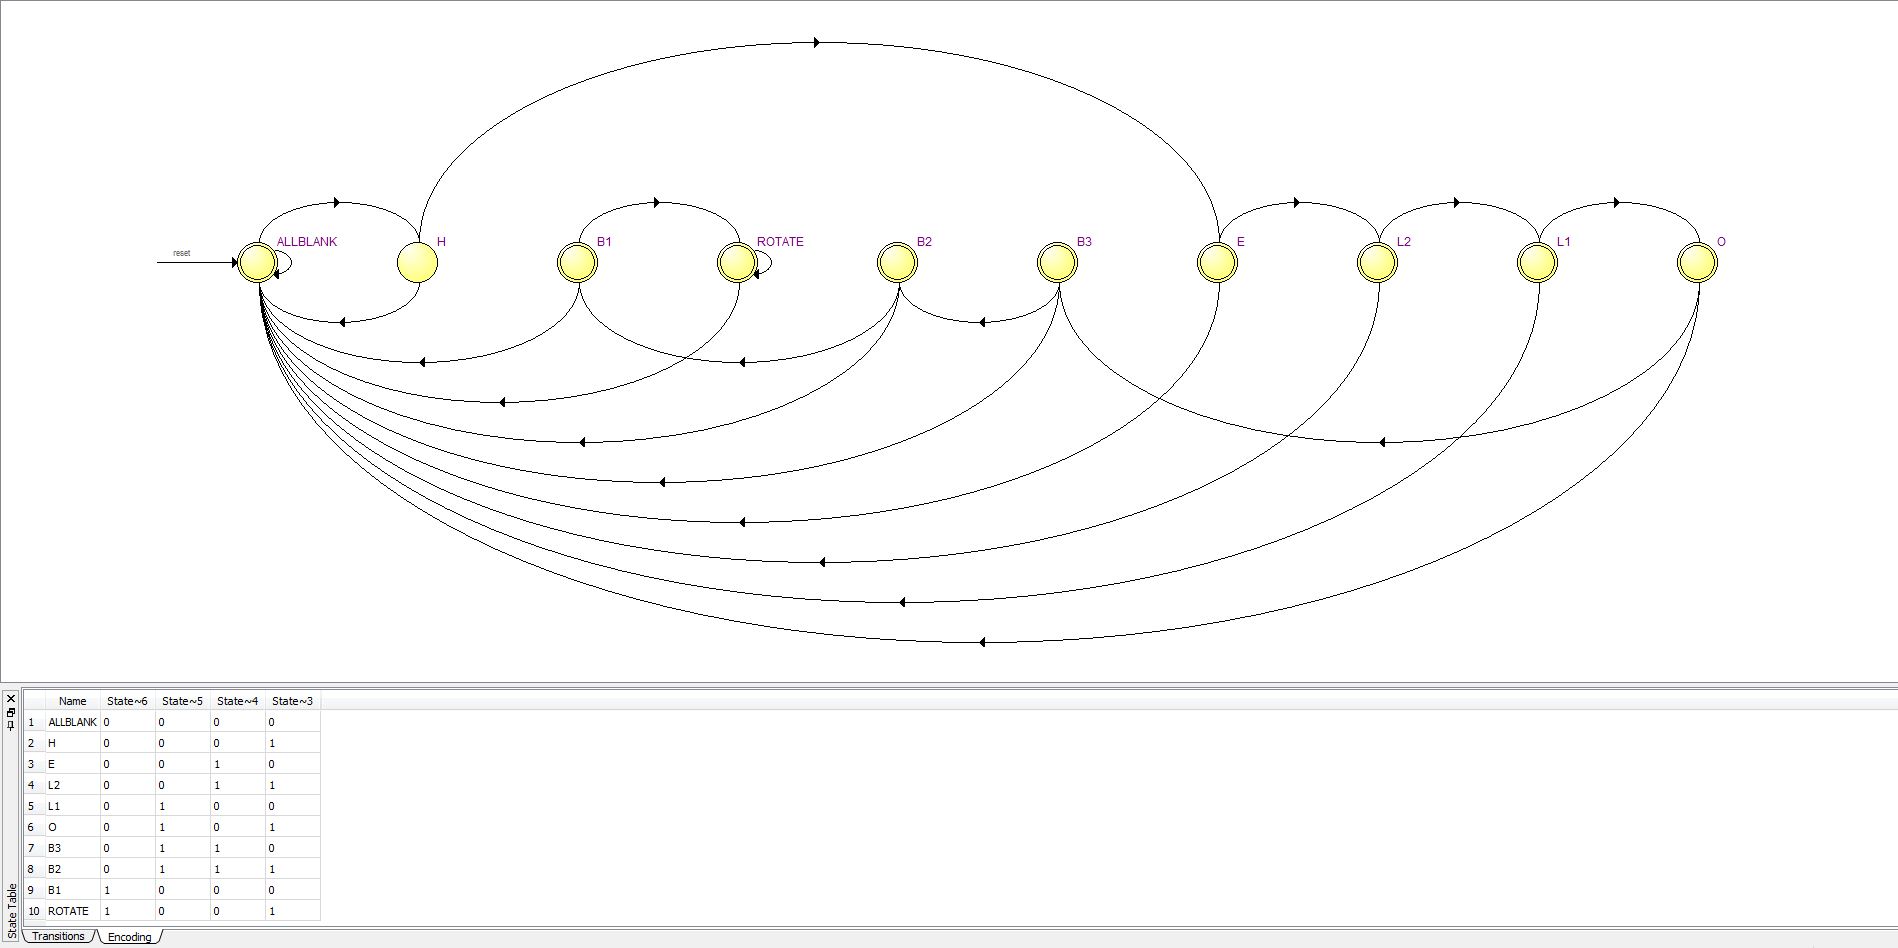 ALLBLANK H B1 ROTATE B2 B3 E L2 L1 O
reset
Name State~6 State~5 State~4 State~3
1 ALLBLANK 0 0 0 0
2 H 0 0 0 1
3 E 0 0 1 0
4 L2 0 0 1 1
5 L1 0 1 0 0
6 O 0 1 0 1
7 B3 0 1 1 0
8 B2 0 1 1 1
9 B1 1 0 0 0
10 ROTATE 1 0 0 1
State Table
Transitions Encoding